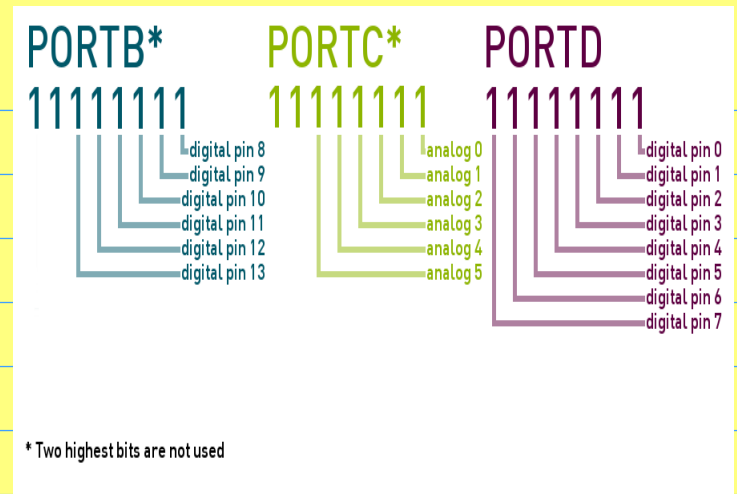 PORTB*
11111111
digital pin 8
digital pin 9
digital pin 10
digital pin 11
digital pin 12
digital pin 13
PORTC*
11111111
analog 0
analog 1
analog 2
analog 3
analog 4
analog 5
PORTD
11111111
digital pin 0
digital pin 1
digital pin 2
digital pin 3
digital pin 4
digital pin 5
digital pin 6
digital pin 7
* Two highest bits are not used